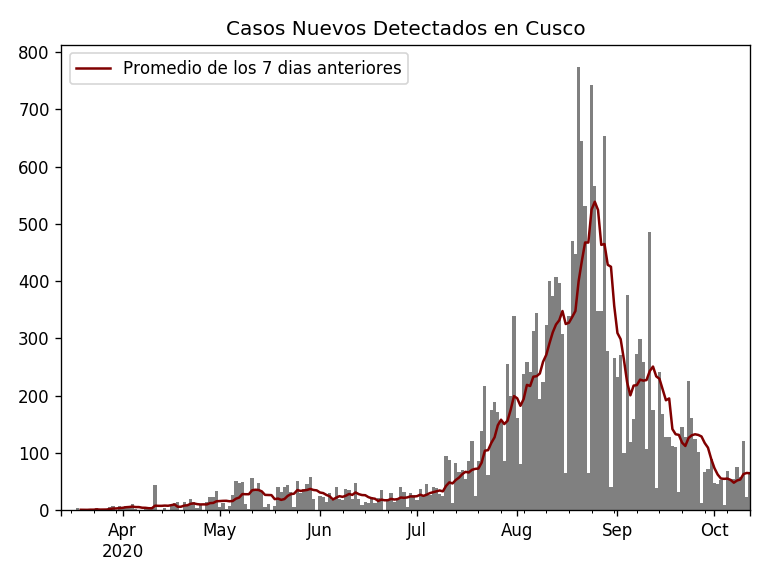 Casos Nuevos Detectados en Cusco
Promedio de los 7 dias anteriores
800
700
600
500
400
300
200
100
0
Apr
2020
May
Jun
Jul
Aug
Sep
Oct